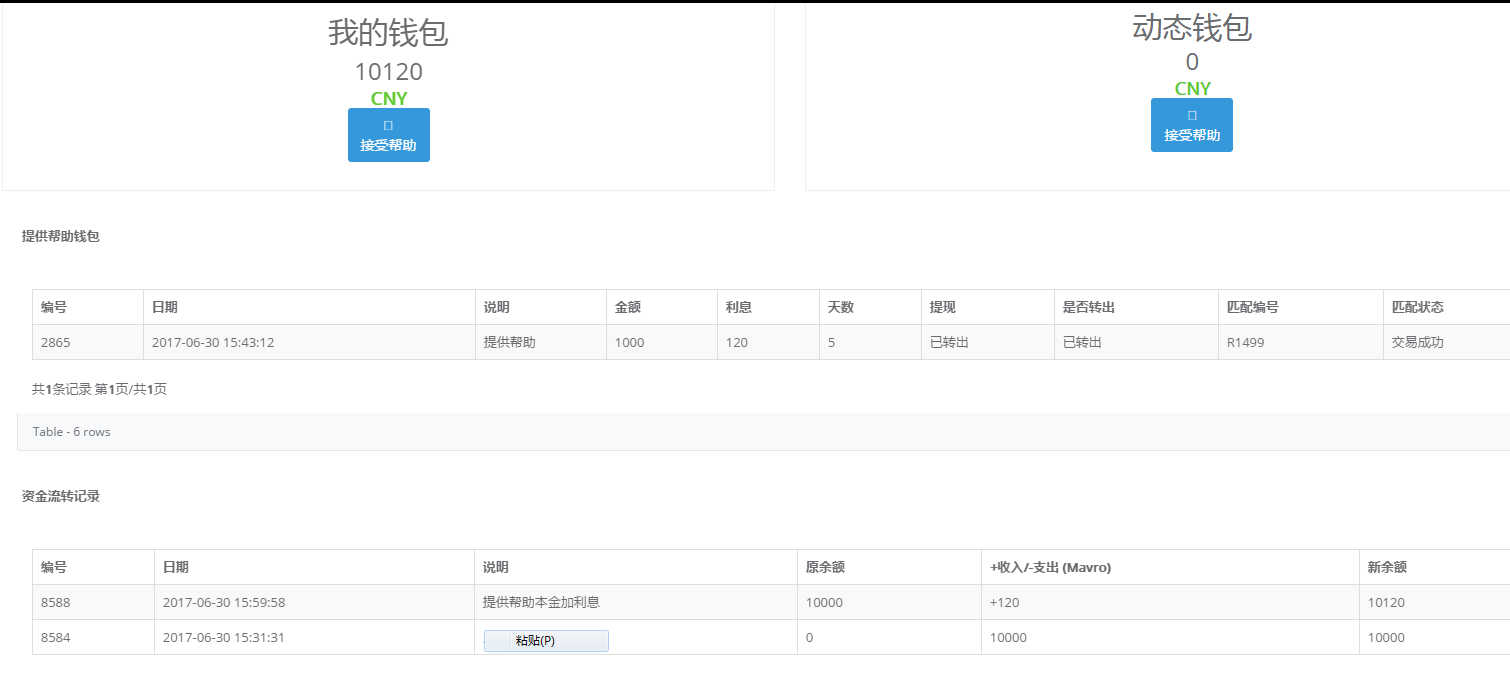 我的钱包
10120
CNY
接受帮助
动态钱包
0
CNY
接受帮助
提供帮助钱包
编号 日期 说明 金额 利息 天数 提现 是否转出 匹配编号 匹配状态
2865 2017-06-30 15:43:12 提供帮助 1000 120 5 已转出 已转出 R1499 交易成功
共1条记录 第1页/共1页
Table - 6 rows
资金流转记录
编号 日期 说明 原余额 +收入/-支出 (Mavro) 新余额
8588 2017-06-30 15:59:58 提供帮助本金加利息 10000 +120 10120
8584 2017-06-30 15:31:31 粘贴(P) 0 10000 10000